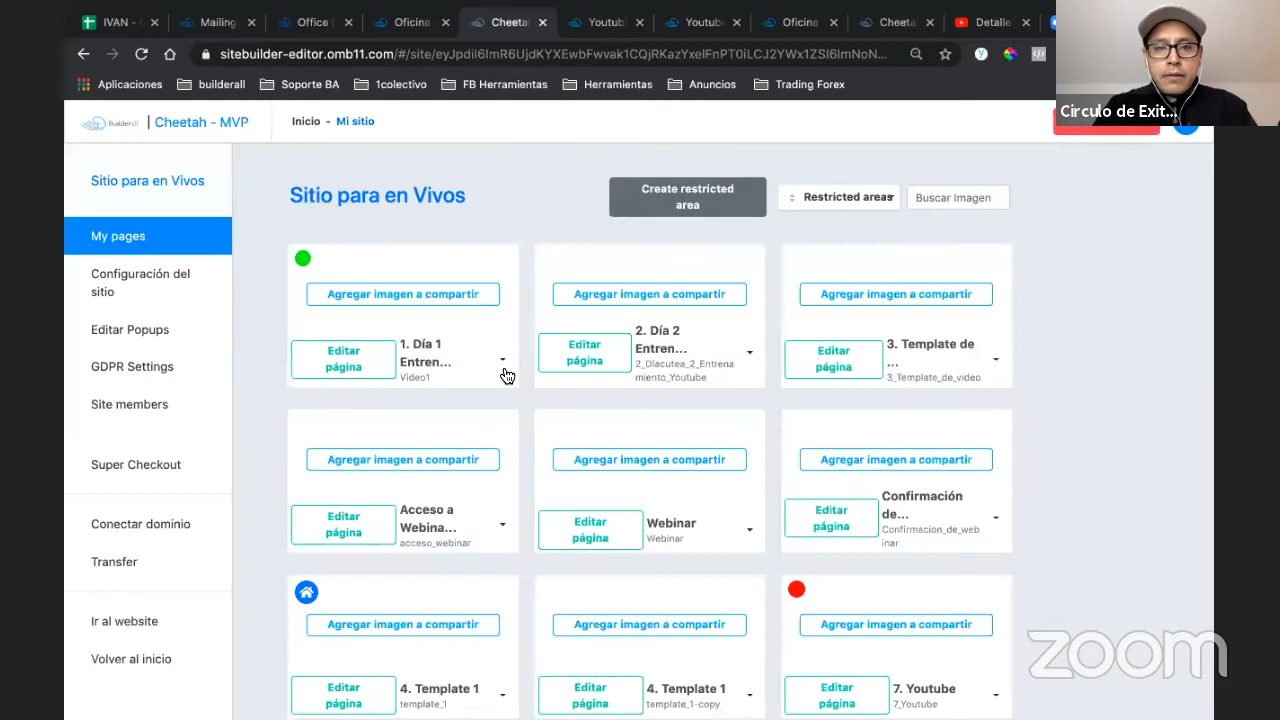 IVAN - C
Mailing
Office
Oficina
Cheeta
Youtub
Youtube
Oficina
Cheeta
Detalle
sitebuilder-editor.omb11.com/#/site/eyJpdiI6ImR6UjdKYXEwbFwvak1CQjRKazYxelFnPT0iLCJ2YWx1ZSI6ImNoN...
Aplicaciones
builderall
Soporte BA
1colectivo
FB Herramientas
Herramientas
Anuncios
Trading Forex
Circulo de Exit...
Builderall | Cheetah - MVP
Inicio - Mi sitio
Sitio para en Vivos
My pages
Configuración del
sitio
Editar Popups
GDPR Settings
Site members
Super Checkout
Conectar dominio
Transfer
Ir al website
Volver al inicio
Sitio para en Vivos
Create restricted
area
Restricted areas
Buscar Imagen
Agregar imagen a compartir
Editar
página
1. Día 1
Entren...
Video1
Agregar imagen a compartir
Editar
página
2. Día 2
Entren...
2_Diacutea_2_Entrena
miento_Youtube
Agregar imagen a compartir
Editar
página
3. Template de
...
3_Template_de_video
Agregar imagen a compartir
Editar
página
Acceso a
Webina...
acceso_webinar
Agregar imagen a compartir
Editar
página
Webinar
Webinar
Agregar imagen a compartir
Editar
página
Confirmación
de...
Confirmacion_de_web
inar
Agregar imagen a compartir
Editar
página
4. Template 1
template_1
Agregar imagen a compartir
Editar
página
4. Template 1
template_1-copy
Agregar imagen a compartir
Editar
página
7. Youtube
7_Youtube
zoom